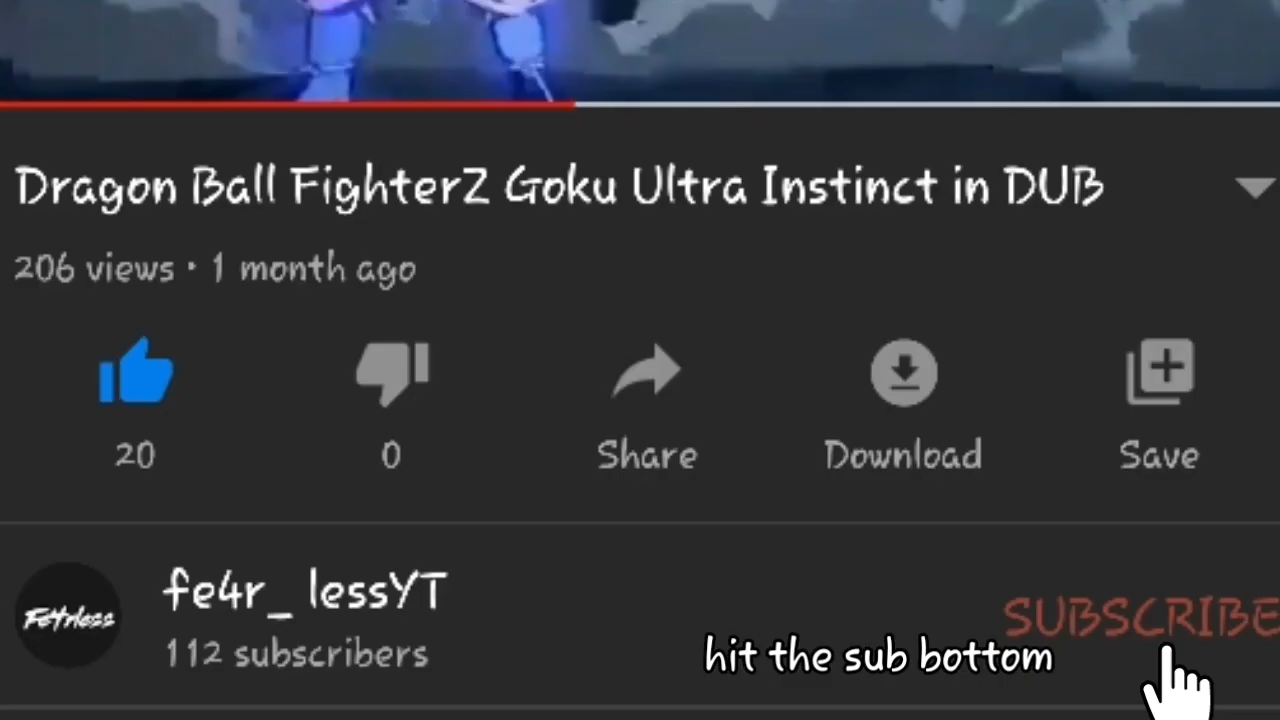 Dragon Ball FighterZ Goku Ultra Instinct in DUB
206 views · 1 month ago
20
0
Share
Download
Save
Fe4rless
fe4r_ lessYT
112 subscribers
SUBSCRIBE
hit the sub bottom